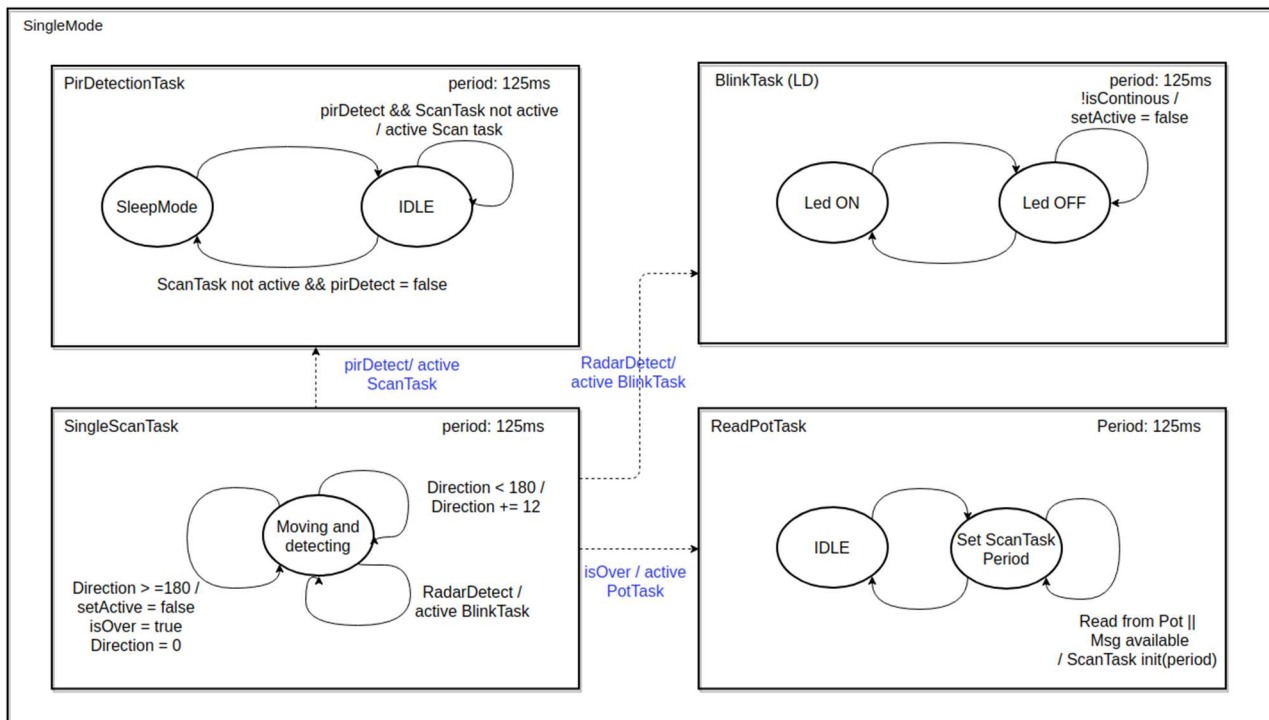 SingleMode
PirDetectionTask
period: 125ms
pirDetect && ScanTask not active
/ active Scan task
SleepMode
IDLE
ScanTask not active && pirDetect = false
BlinkTask (LD)
period: 125ms
!isContinous /
setActive = false
Led ON
Led OFF
pirDetect/ active
ScanTask
RadarDetect/
active BlinkTask
SingleScanTask
period: 125ms
Direction < 180 /
Direction += 12
Moving and
detecting
Direction > =180 /
setActive = false
isOver = true
Direction = 0
RadarDetect /
active BlinkTask
isOver / active
PotTask
ReadPotTask
Period: 125ms
IDLE
Set ScanTask
Period
Read from Pot ||
Msg available
/ ScanTask init(period)